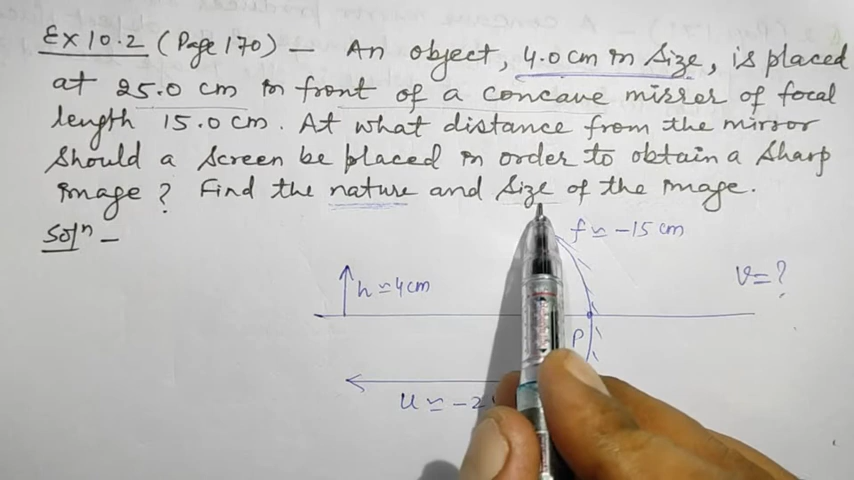 Ex 10.2 (Page 170) - An object, 4.0 cm in size, is placed
at 25.0 cm in front of a concave mirror of focal
length 15.0 cm. At what distance from the mirror
should a screen be placed in order to obtain a sharp
image? Find the nature and size of the image.
Solⁿ -
f = -15 cm
h = 4cm
v = ?
P
u = -2